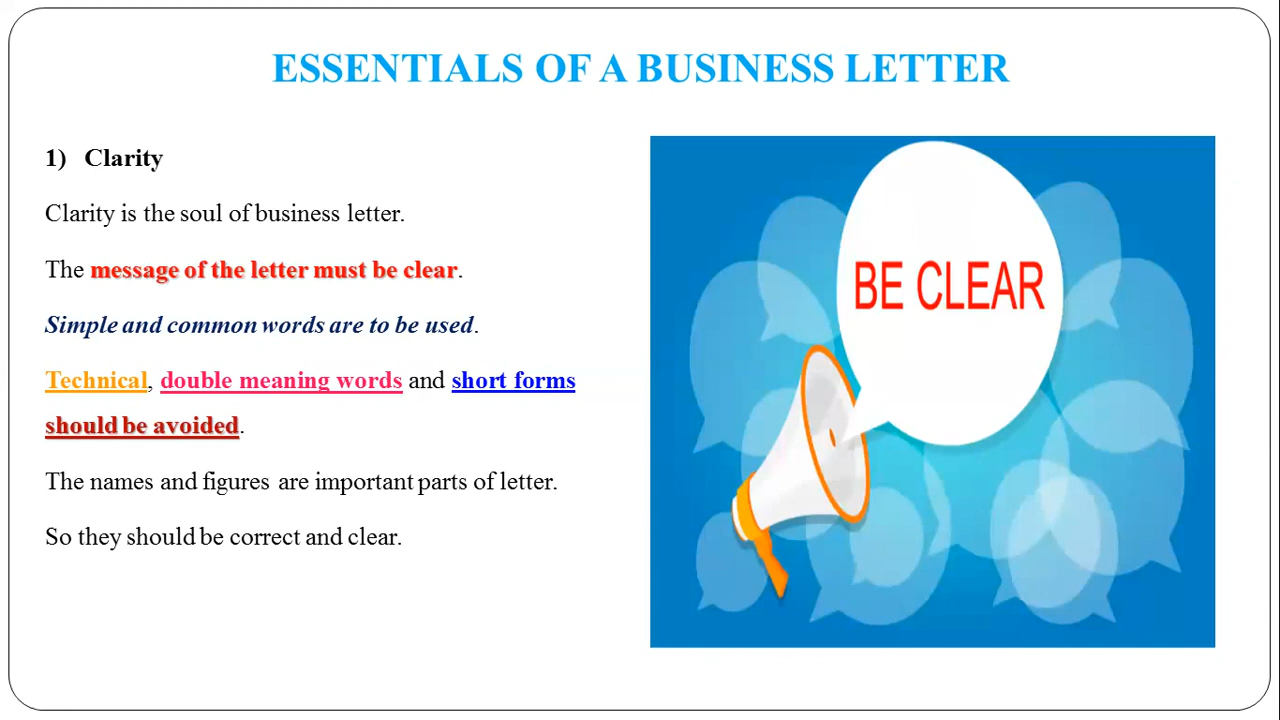 ESSENTIALS OF A BUSINESS LETTER
1) Clarity
Clarity is the soul of business letter.
The message of the letter must be clear.
Simple and common words are to be used.
Technical, double meaning words and short forms
should be avoided.
The names and figures are important parts of letter.
So they should be correct and clear.
BE CLEAR